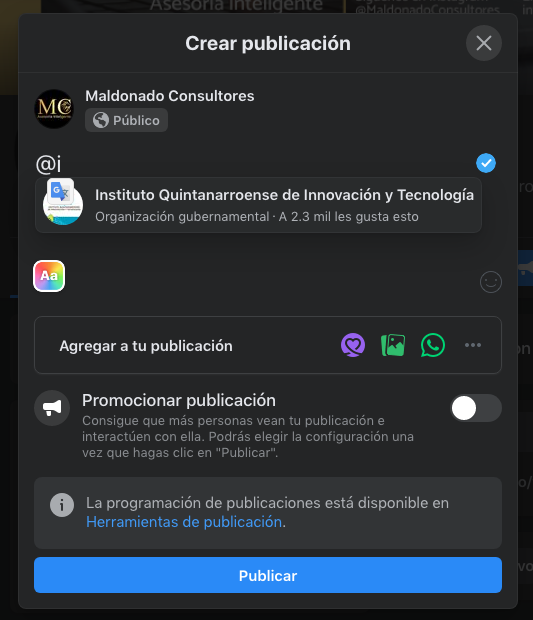 Asesoría Inteligente
@MaldonadoConsultores
Crear publicación
MC
Maldonado Consultores
Público
@i
Instituto Quintanarroense de Innovación y Tecnología
Organización gubernamental · A 2.3 mil les gusta esto
Aa
Agregar a tu publicación
Promocionar publicación
Consigue que más personas vean tu publicación e
interactúen con ella. Podrás elegir la configuración una
vez que hagas clic en "Publicar".
La programación de publicaciones está disponible en
Herramientas de publicación.
Publicar